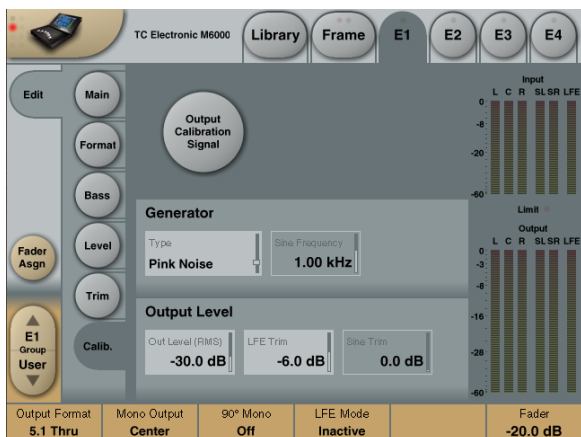 TC Electronic M6000
Library
Frame
E1
E2
E3
E4
Edit
Main
Format
Bass
Level
Trim
Calib.
Fader
Asgn
E1
Group
User
Output
Calibration
Signal
Generator
Type
Pink Noise
Sine Frequency
1.00 kHz
Output Level
Out Level (RMS)
-30.0 dB
LFE Trim
-6.0 dB
Sine Trim
0.0 dB
Input
L C R SL SR LFE
0
-8
-20
-60
Limit
Output
L C R SL SR LFE
0
-3
-8
-16
-28
-60
Output Format
5.1 Thru
Mono Output
Center
90° Mono
Off
LFE Mode
Inactive
Fader
-20.0 dB